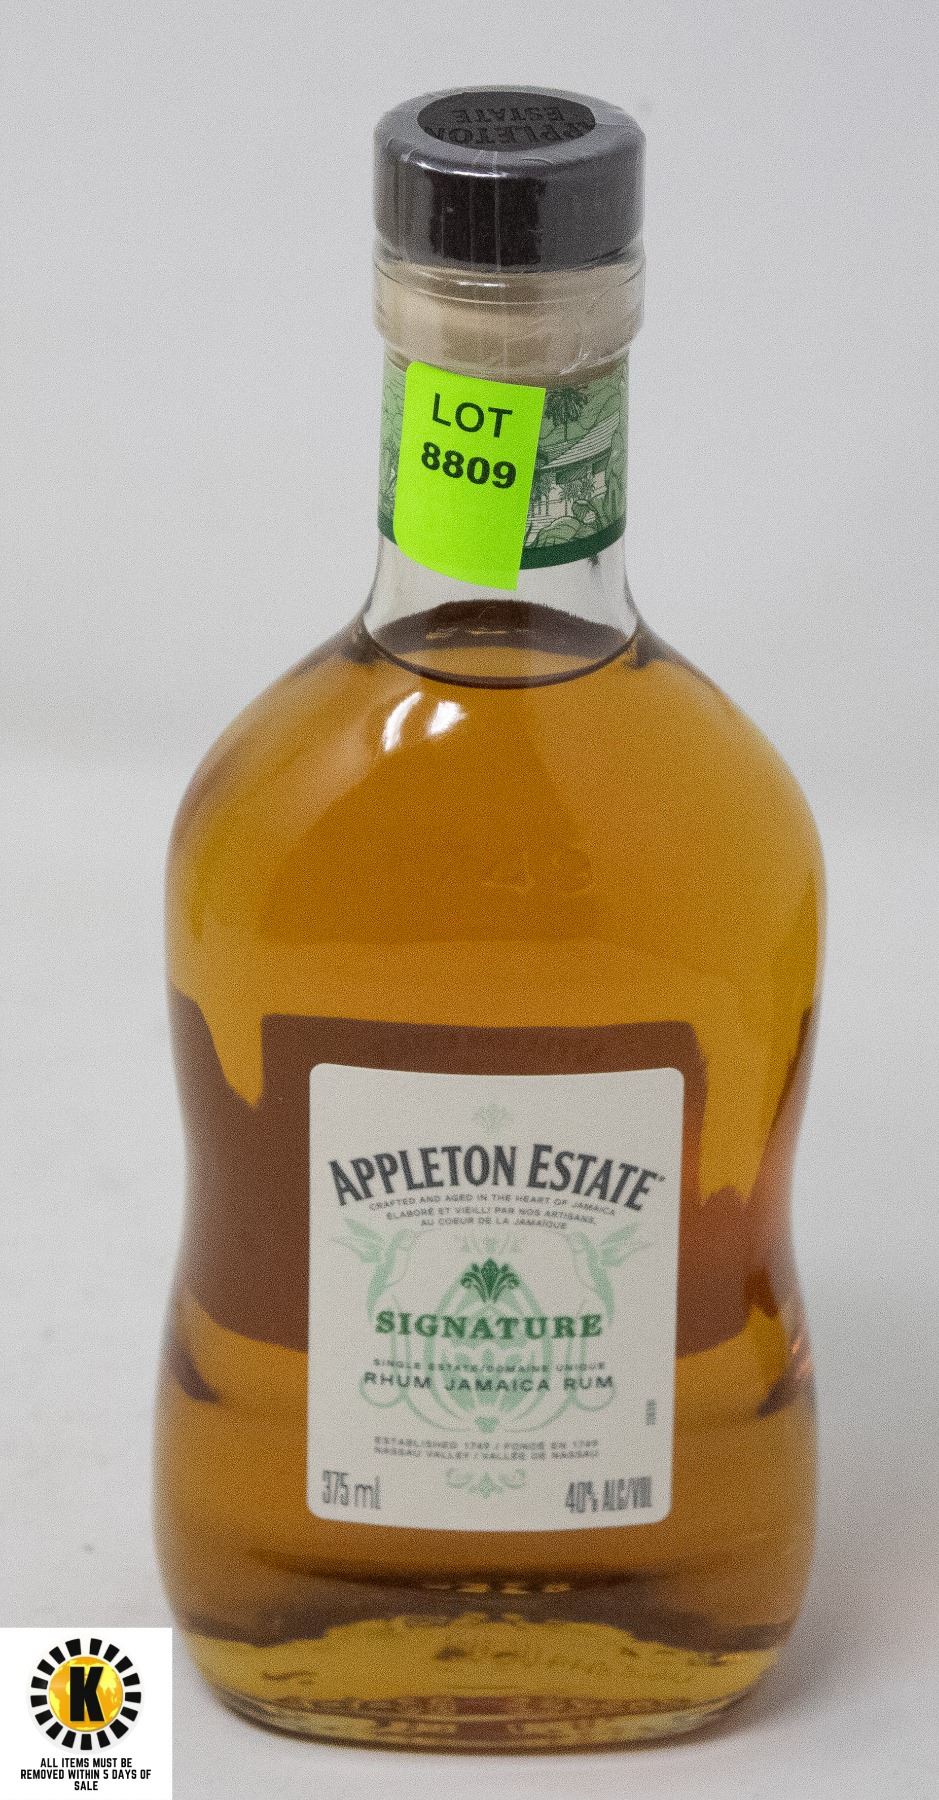 APPLETON
ESTATE
LOT
8809
APPLETON ESTATE
CRAFTED AND AGED IN THE HEART OF JAMAICA
ÉLABORÉ ET VIEILLI PAR NOS ARTISANS,
AU COEUR DE LA JAMAÏQUE
SIGNATURE
SINGLE ESTATE/DOMAINE UNIQUE
RHUM JAMAICA RUM
ESTABLISHED 1749 / FONDÉ EN 1749
NASSAU VALLEY / VALLÉE DE NASSAU
375 ml
40% ALC/VOL
K
ALL ITEMS MUST BE
REMOVED WITHIN 5 DAYS OF
SALE